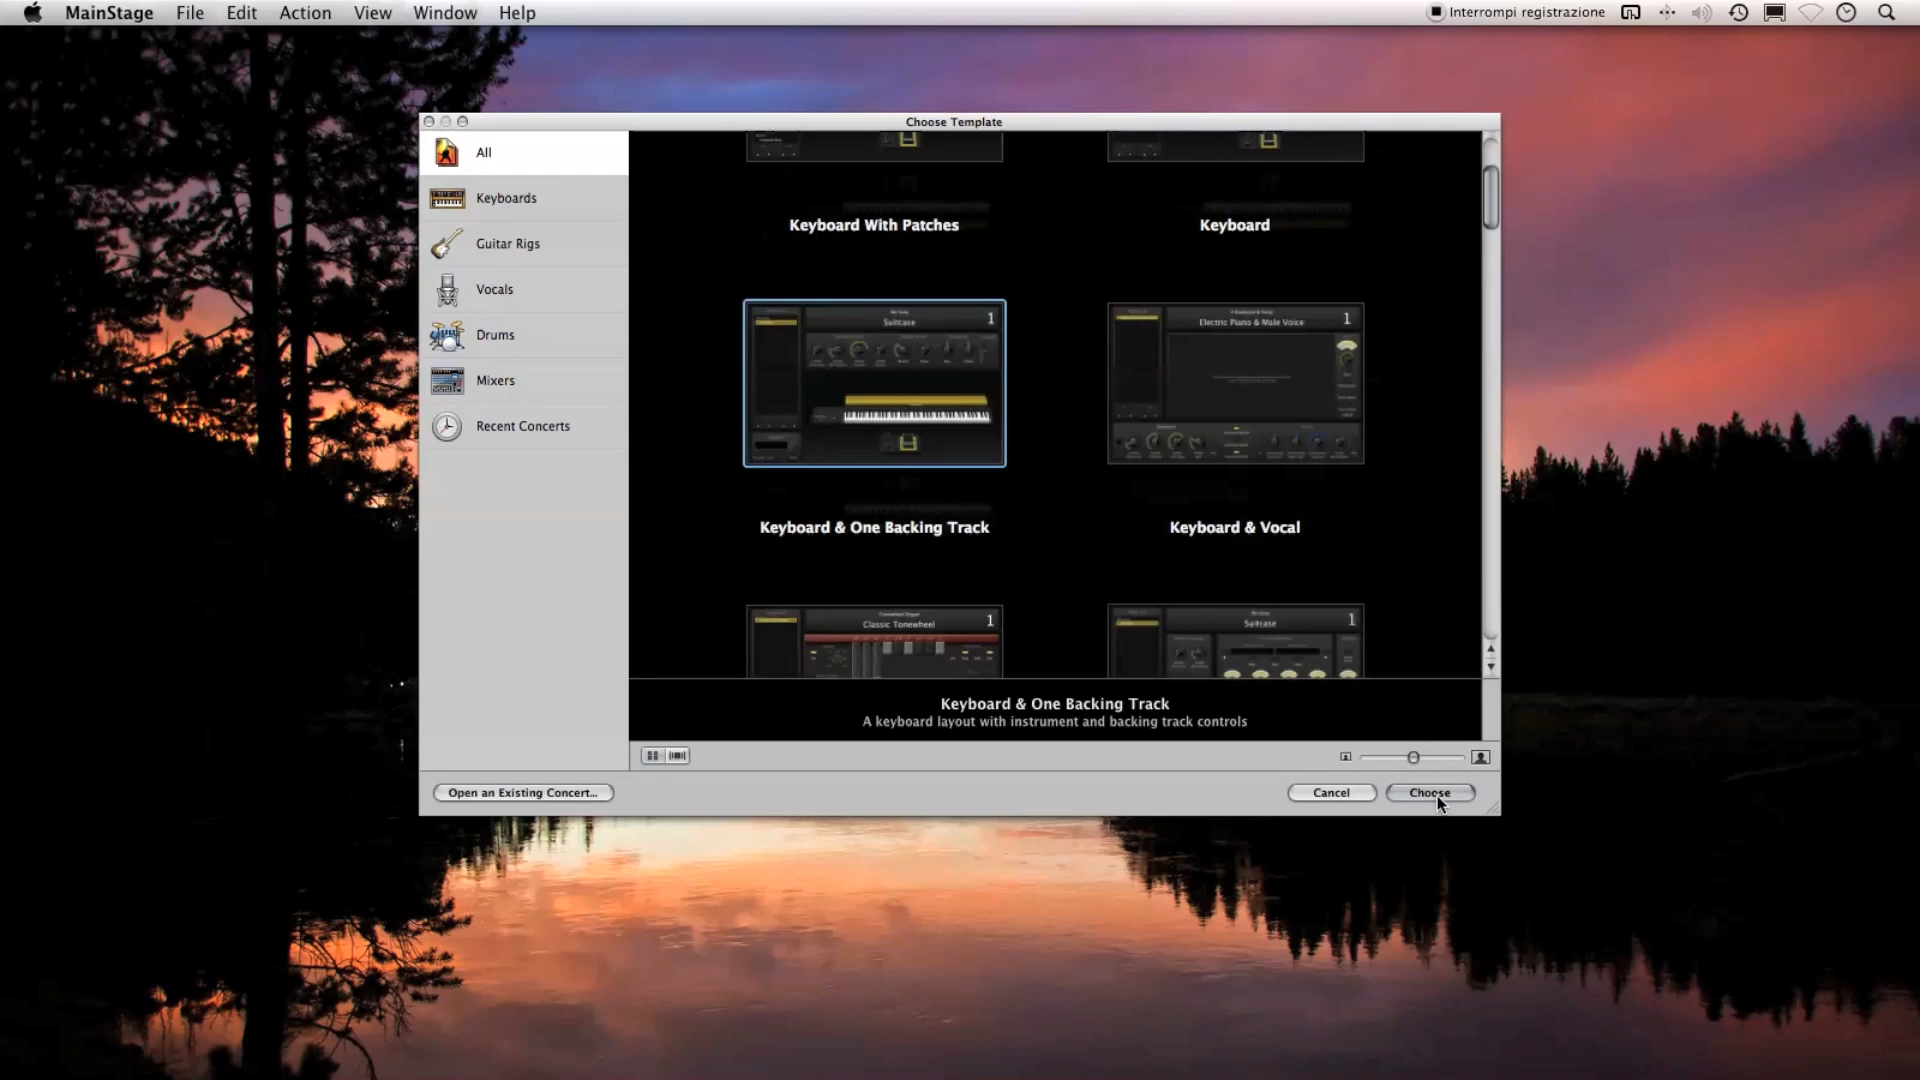 MainStage File Edit Action View Window Help Interrompi registrazione
Choose Template
All
Keyboards
Guitar Rigs
Vocals
Drums
Mixers
Recent Concerts
Keyboard With Patches
Keyboard
Suitcase 1
Electric Piano & Male Voice 1
Keyboard & One Backing Track
Keyboard & Vocal
Classic Tonewheel 1
Suitcase 1
Keyboard & One Backing Track
A keyboard layout with instrument and backing track controls
Open an Existing Concert...
Cancel
Choose